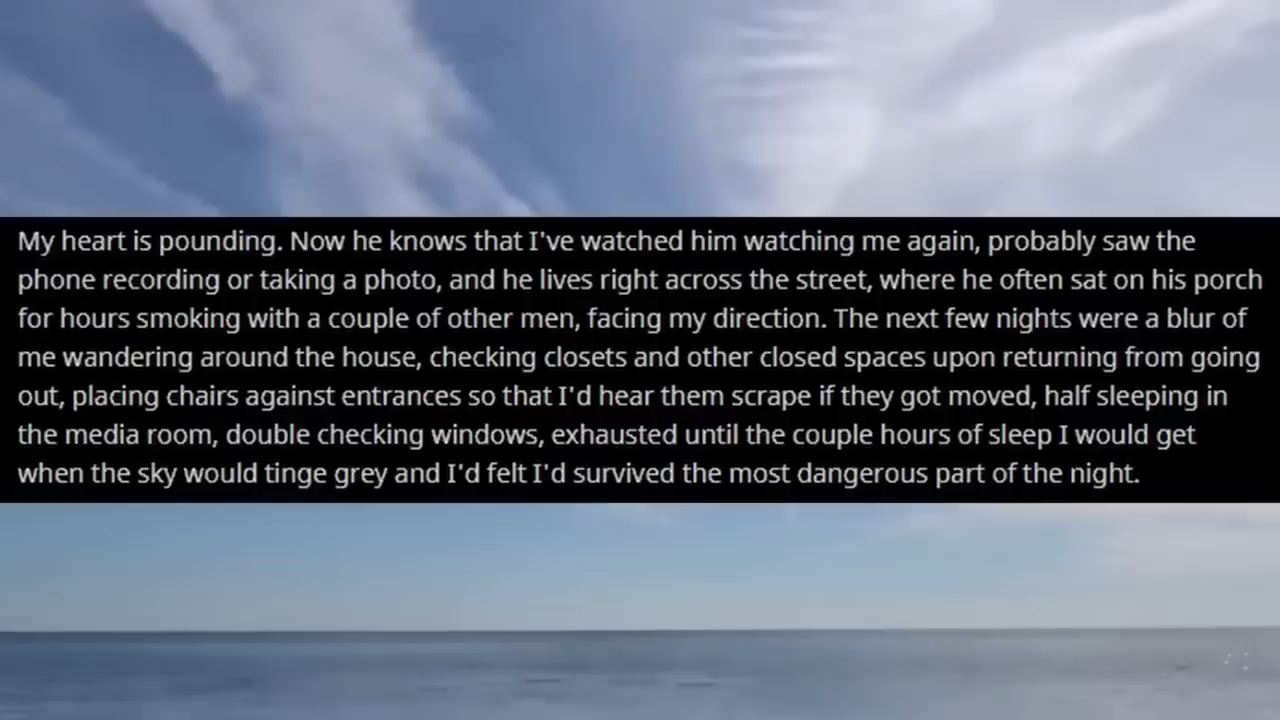 My heart is pounding. Now he knows that I've watched him watching me again, probably saw the
phone recording or taking a photo, and he lives right across the street, where he often sat on his porch
for hours smoking with a couple of other men, facing my direction. The next few nights were a blur of
me wandering around the house, checking closets and other closed spaces upon returning from going
out, placing chairs against entrances so that I'd hear them scrape if they got moved, half sleeping in
the media room, double checking windows, exhausted until the couple hours of sleep I would get
when the sky would tinge grey and I'd felt I'd survived the most dangerous part of the night.